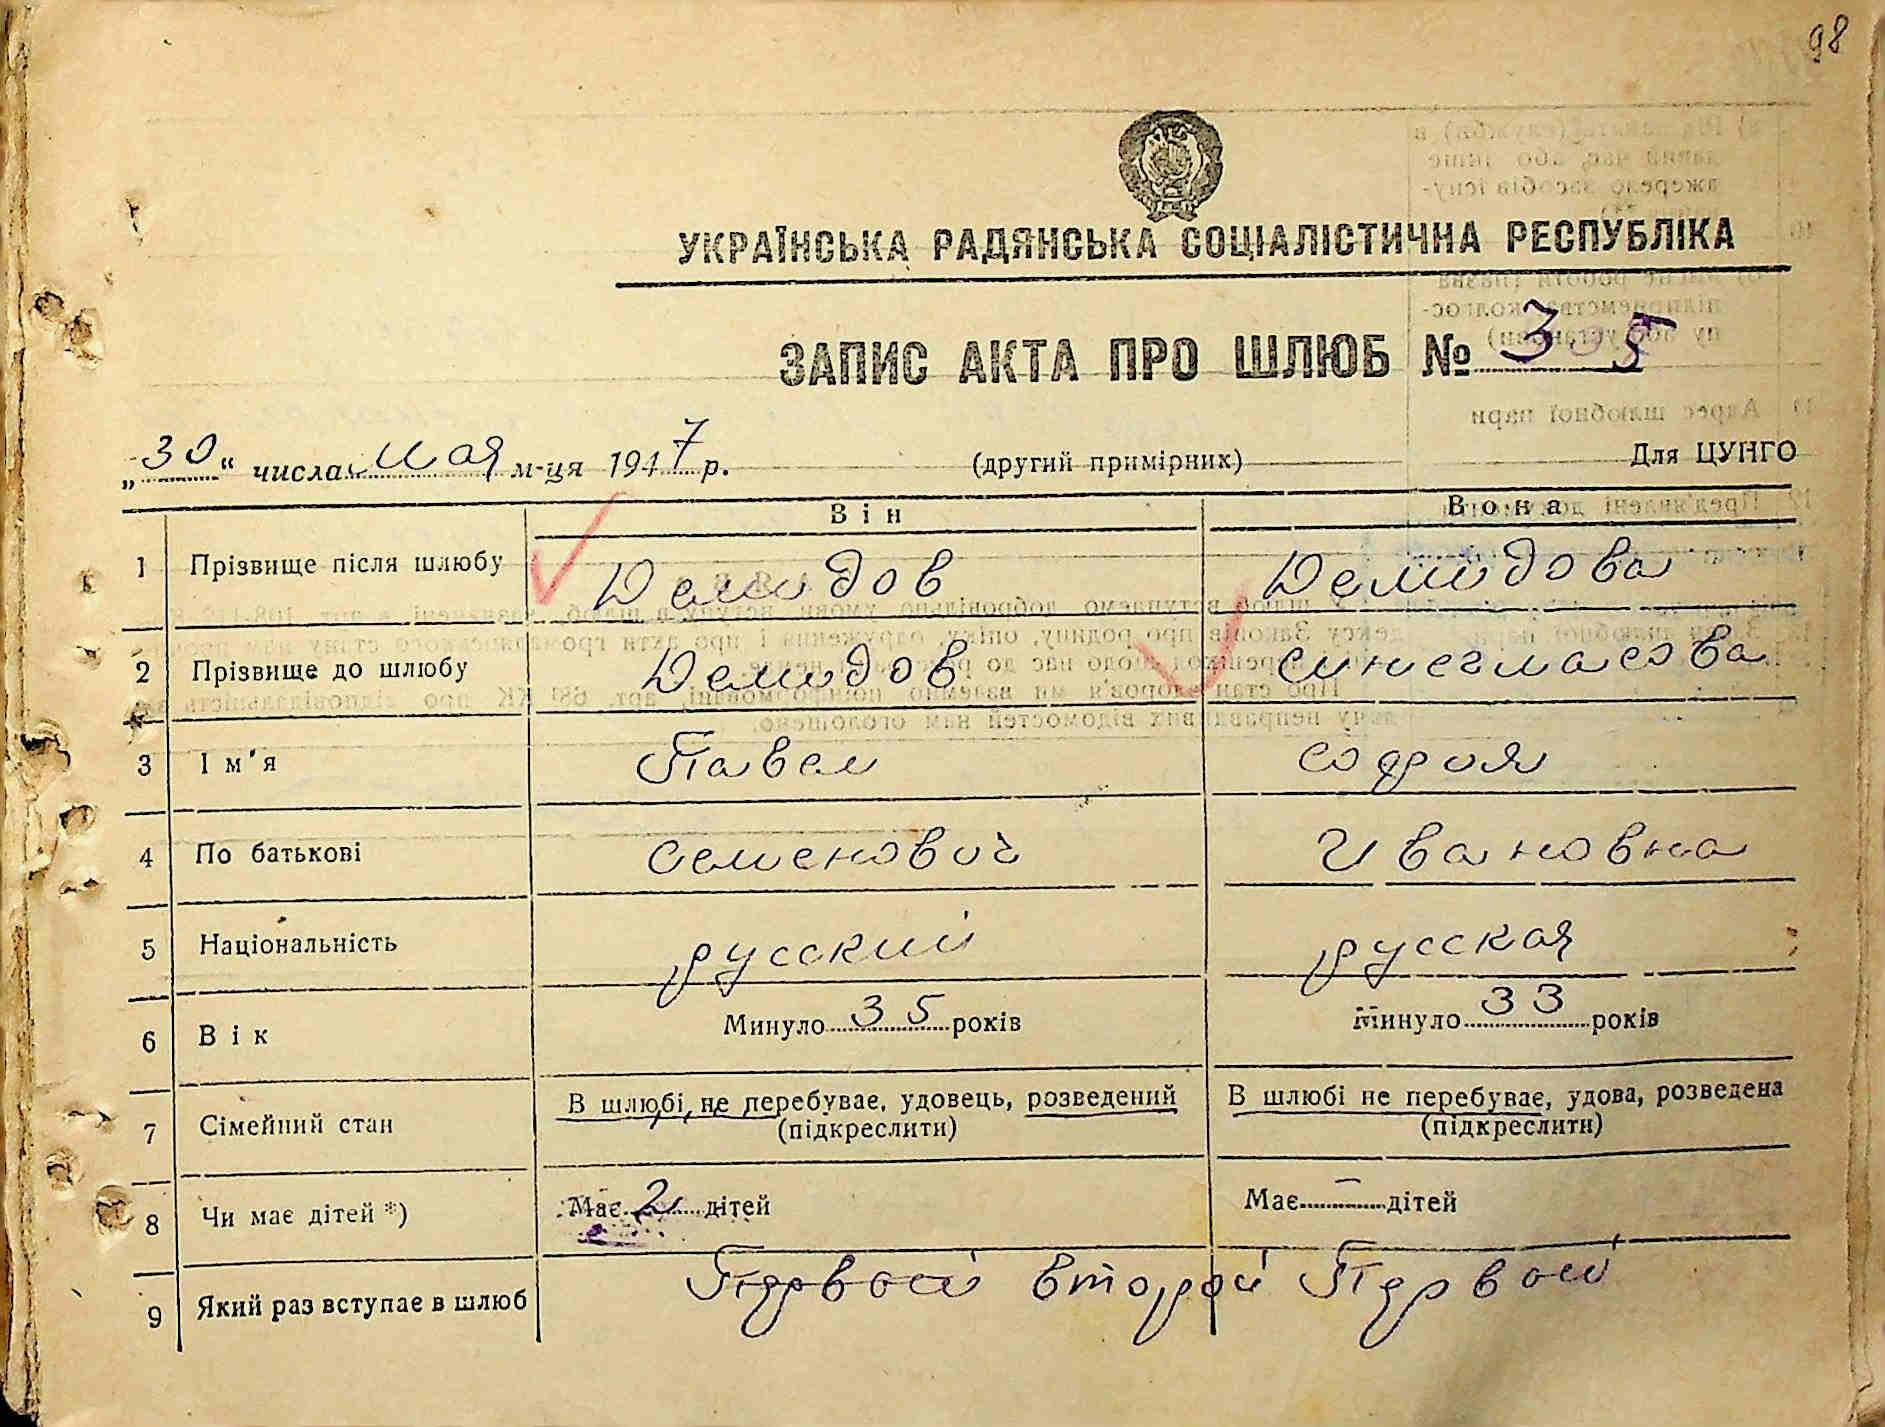 98
УКРАЇНСЬКА РАДЯНСЬКА СОЦІАЛІСТИЧНА РЕСПУБЛІКА
ЗАПИС АКТА ПРО ШЛЮБ № 35
„30“ числа мая м-ця 1947 р. (другий примірник) Для ЦУНГО
Він Вона
1 Прізвище після шлюбу Демидов Демидова
2 Прізвище до шлюбу Демидов Синеглазова
3 Ім'я Павел София
4 По батькові Семенович Ивановна
5 Національність русский русская
6 Вік Минуло 35 років Минуло 33 років
7 Сімейний стан В шлюбі не перебуває, удовець, розведений В шлюбі не перебуває, удова, розведена
(підкреслити) (підкреслити)
8 Чи має дітей *) Має 2 дітей Має — дітей
9 Який раз вступає в шлюб Первой второй Первой